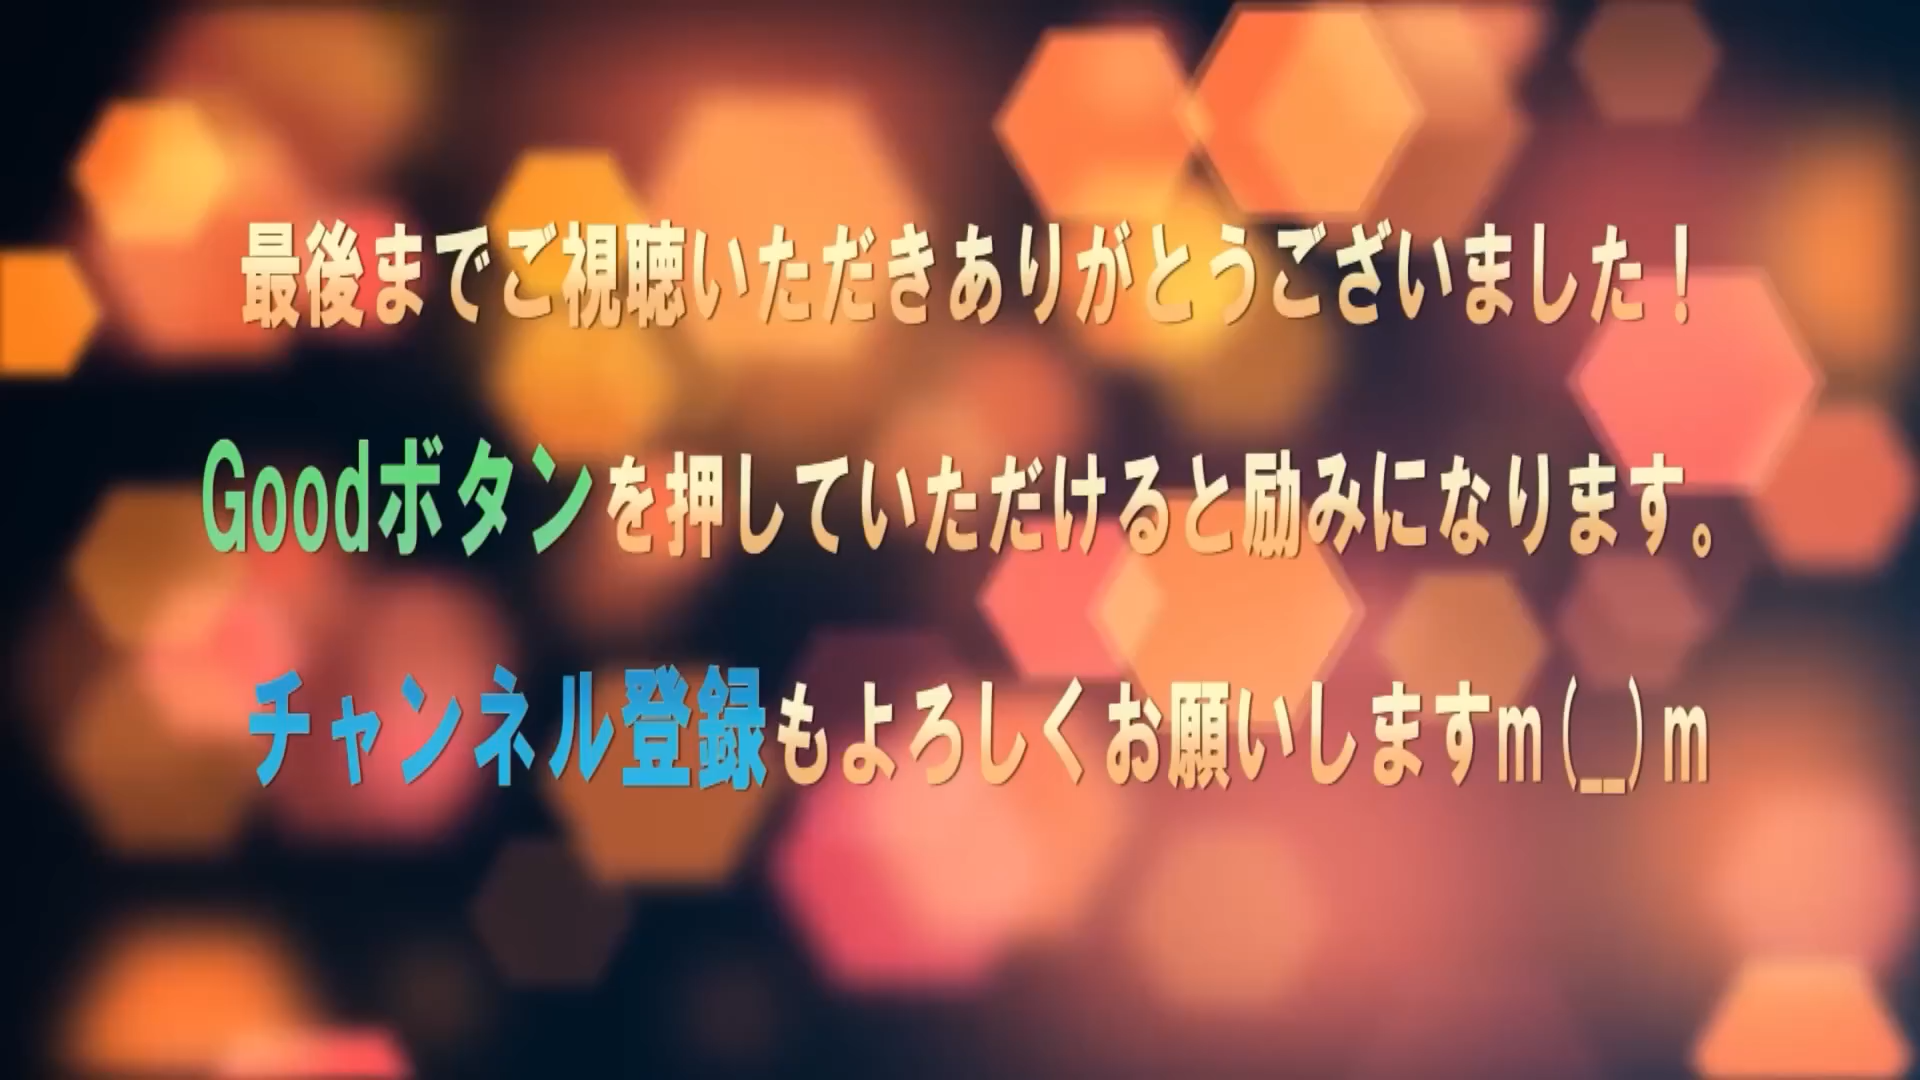 最後までご視聴いただきありがとうございました！
Goodボタンを押していただけると励みになります。
チャンネル登録もよろしくお願いしますm(__)m